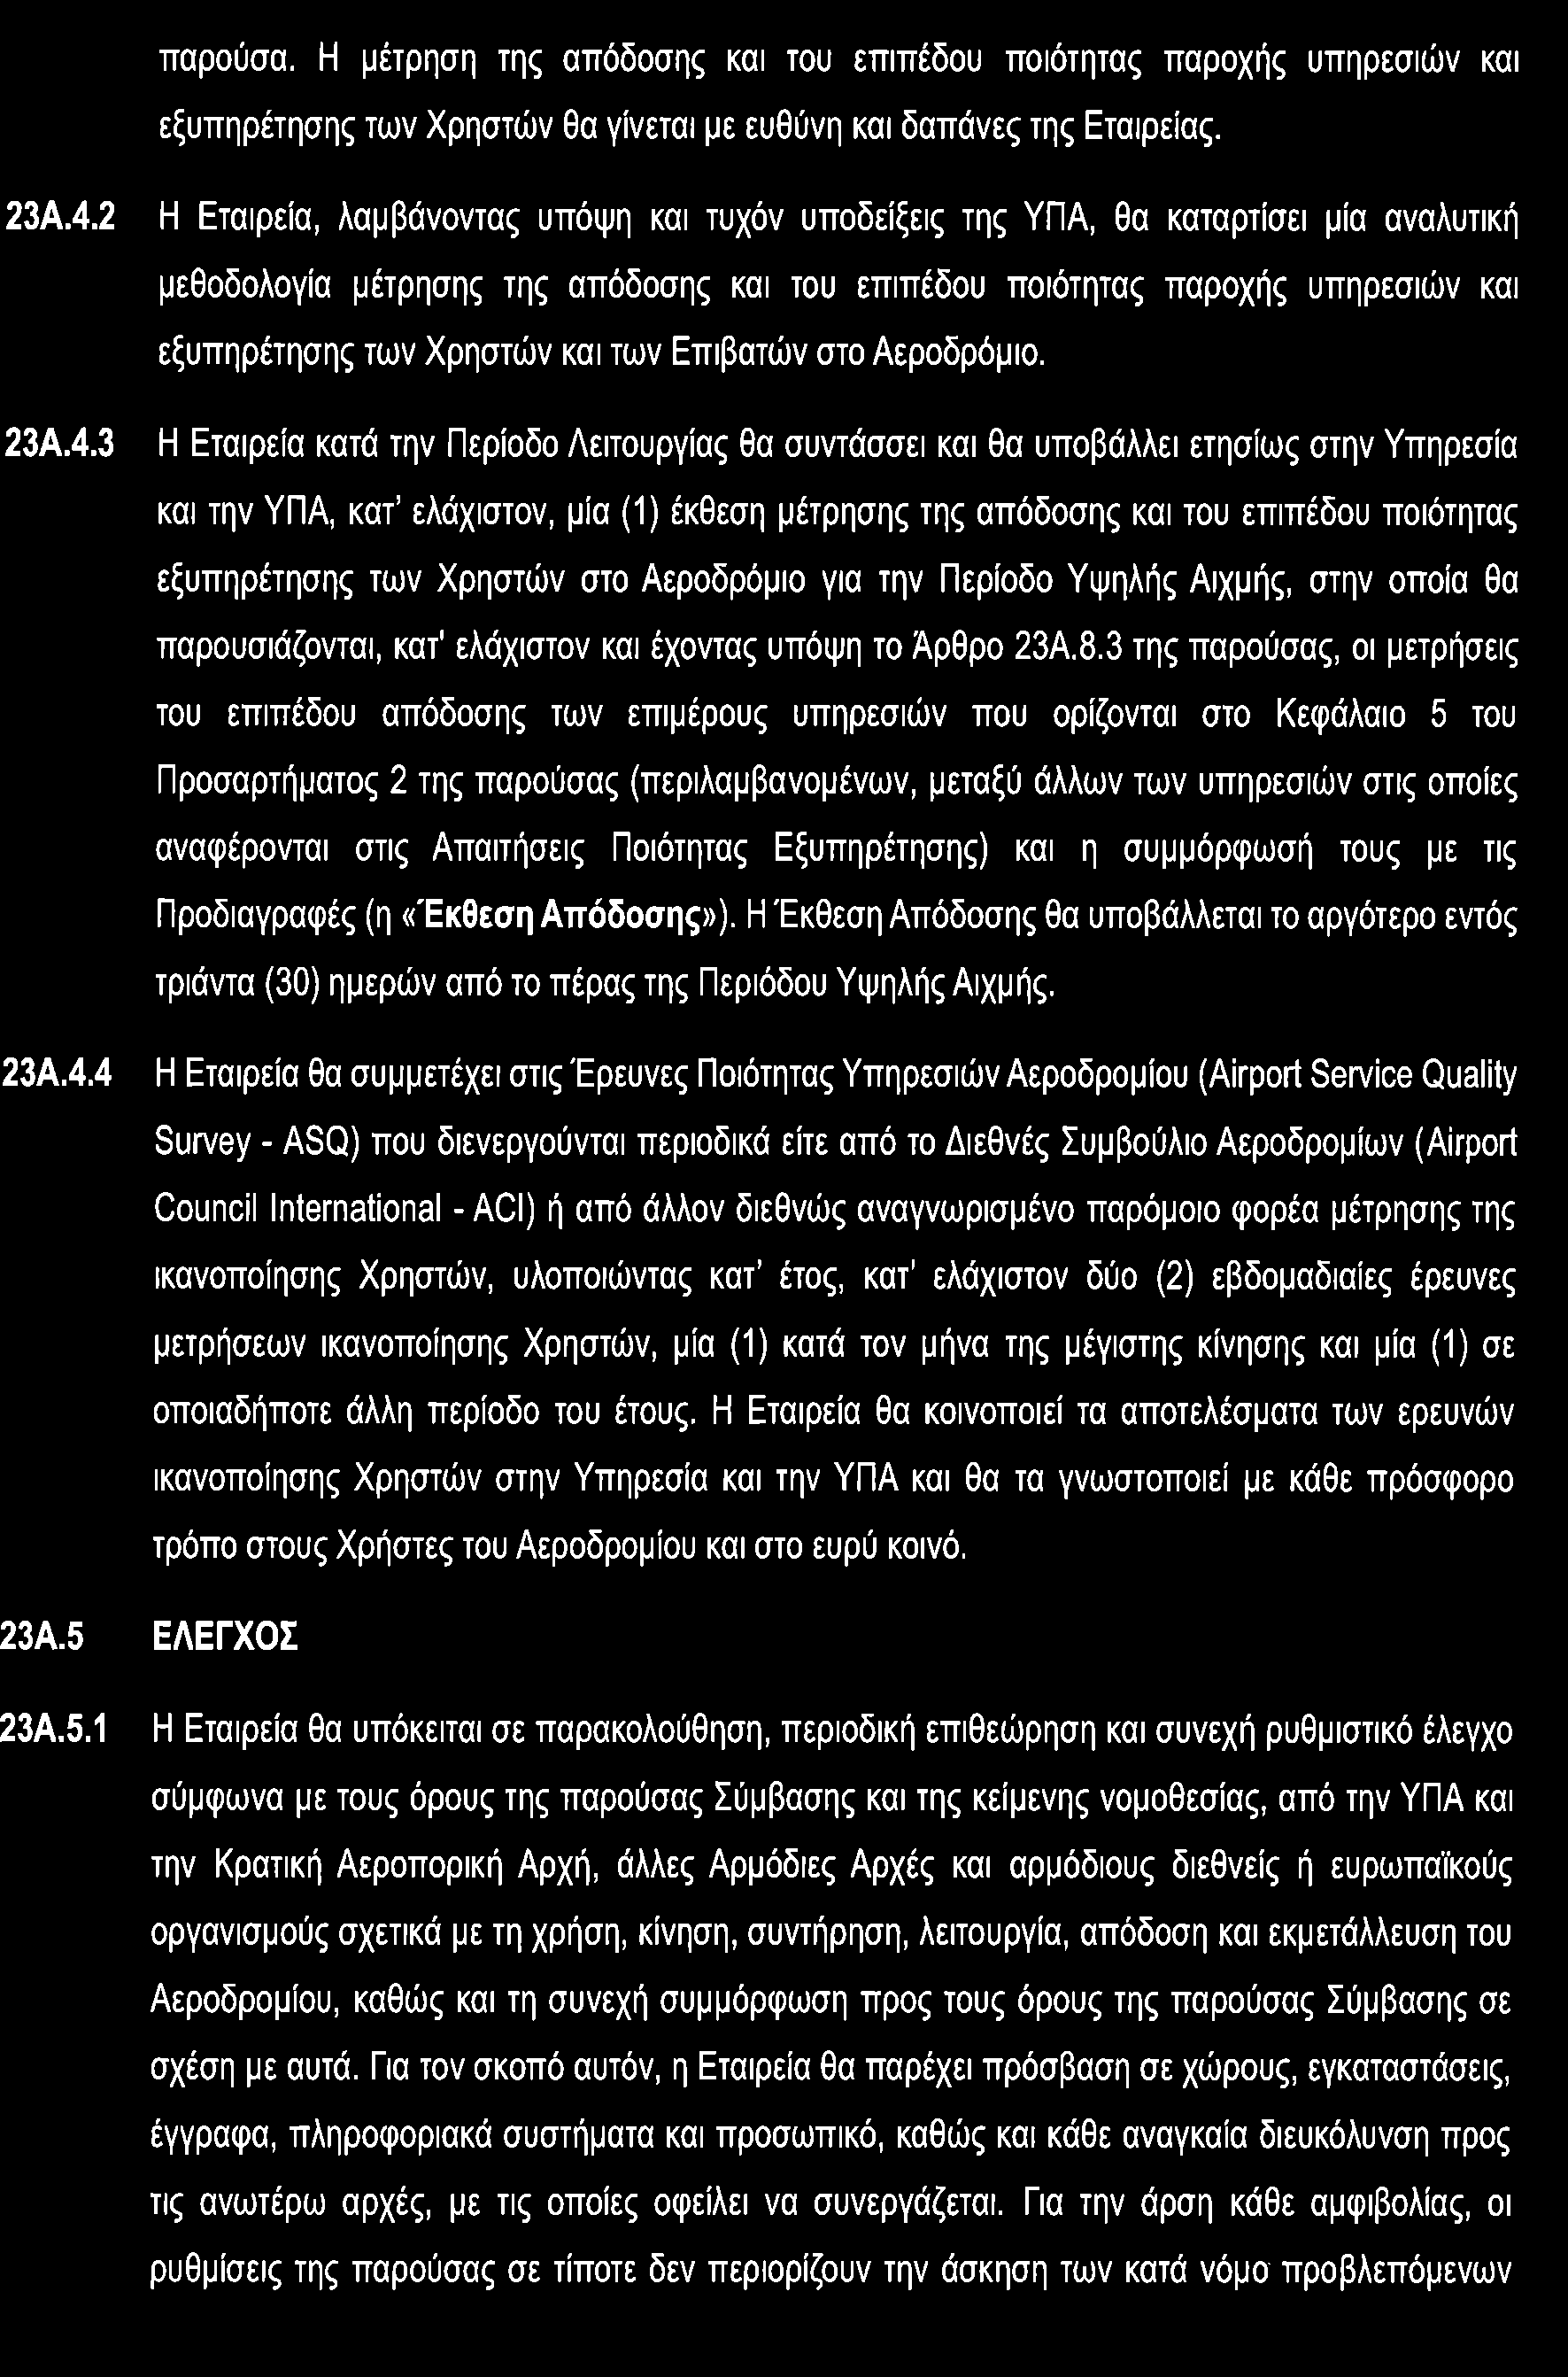 παρούσα. Η μέτρηση της απόδοσης και του επιπέδου ποιότητας παροχής υπηρεσιών και
εξυπηρέτησης των Χρηστών θα γίνεται με ευθύνη και δαπάνες της Εταιρείας.
23Α.4.2 Η Εταιρεία, λαμβάνοντας υπόψη και τυχόν υποδείξεις της ΥΠΑ, θα καταρτίσει μία αναλυτική
μεθοδολογία μέτρησης της απόδοσης και του επιπέδου ποιότητας παροχής υπηρεσιών και
εξυπηρέτησης των Χρηστών και των Επιβατών στο Αεροδρόμιο.
23Α.4.3 Η Εταιρεία κατά την Περίοδο Λειτουργίας θα συντάσσει και θα υποβάλλει ετησίως στην Υπηρεσία
και την ΥΠΑ, κατ’ ελάχιστον, μία (1) έκθεση μέτρησης της απόδοσης και του επιπέδου ποιότητας
εξυπηρέτησης των Χρηστών στο Αεροδρόμιο για την Περίοδο Υψηλής Αιχμής, στην οποία θα
παρουσιάζονται, κατ' ελάχιστον και έχοντας υπόψη το Άρθρο 23Α.8.3 της παρούσας, οι μετρήσεις
του επιπέδου απόδοσης των επιμέρους υπηρεσιών που ορίζονται στο Κεφάλαιο 5 του
Προσαρτήματος 2 της παρούσας (περιλαμβανομένων, μεταξύ άλλων των υπηρεσιών στις οποίες
αναφέρονται στις Απαιτήσεις Ποιότητας Εξυπηρέτησης) και η συμμόρφωσή τους με τις
Προδιαγραφές (η «Έκθεση Απόδοσης»). Η Έκθεση Απόδοσης θα υποβάλλεται το αργότερο εντός
τριάντα (30) ημερών από το πέρας της Περιόδου Υψηλής Αιχμής.
23Α.4.4 Η Εταιρεία θα συμμετέχει στις Έρευνες Ποιότητας Υπηρεσιών Αεροδρομίου (Airport Service Quality
Survey - ASQ) που διενεργούνται περιοδικά είτε από το Διεθνές Συμβούλιο Αεροδρομίων (Airport
Council International - ACI) ή από άλλον διεθνώς αναγνωρισμένο παρόμοιο φορέα μέτρησης της
ικανοποίησης Χρηστών, υλοποιώντας κατ’ έτος, κατ' ελάχιστον δύο (2) εβδομαδιαίες έρευνες
μετρήσεων ικανοποίησης Χρηστών, μία (1) κατά τον μήνα της μέγιστης κίνησης και μία (1) σε
οποιαδήποτε άλλη περίοδο του έτους. Η Εταιρεία θα κοινοποιεί τα αποτελέσματα των ερευνών
ικανοποίησης Χρηστών στην Υπηρεσία και την ΥΠΑ και θα τα γνωστοποιεί με κάθε πρόσφορο
τρόπο στους Χρήστες του Αεροδρομίου και στο ευρύ κοινό.
23Α.5 ΕΛΕΓΧΟΣ
23Α.5.1 Η Εταιρεία θα υπόκειται σε παρακολούθηση, περιοδική επιθεώρηση και συνεχή ρυθμιστικό έλεγχο
σύμφωνα με τους όρους της παρούσας Σύμβασης και της κείμενης νομοθεσίας, από την ΥΠΑ και
την Κρατική Αεροπορική Αρχή, άλλες Αρμόδιες Αρχές και αρμόδιους διεθνείς ή ευρωπαϊκούς
οργανισμούς σχετικά με τη χρήση, κίνηση, συντήρηση, λειτουργία, απόδοση και εκμετάλλευση του
Αεροδρομίου, καθώς και τη συνεχή συμμόρφωση προς τους όρους της παρούσας Σύμβασης σε
σχέση με αυτά. Για τον σκοπό αυτόν, η Εταιρεία θα παρέχει πρόσβαση σε χώρους, εγκαταστάσεις,
έγγραφα, πληροφοριακά συστήματα και προσωπικό, καθώς και κάθε αναγκαία διευκόλυνση προς
τις ανωτέρω αρχές, με τις οποίες οφείλει να συνεργάζεται. Για την άρση κάθε αμφιβολίας, οι
ρυθμίσεις της παρούσας σε τίποτε δεν περιορίζουν την άσκηση των κατά νόμο προβλεπόμενων